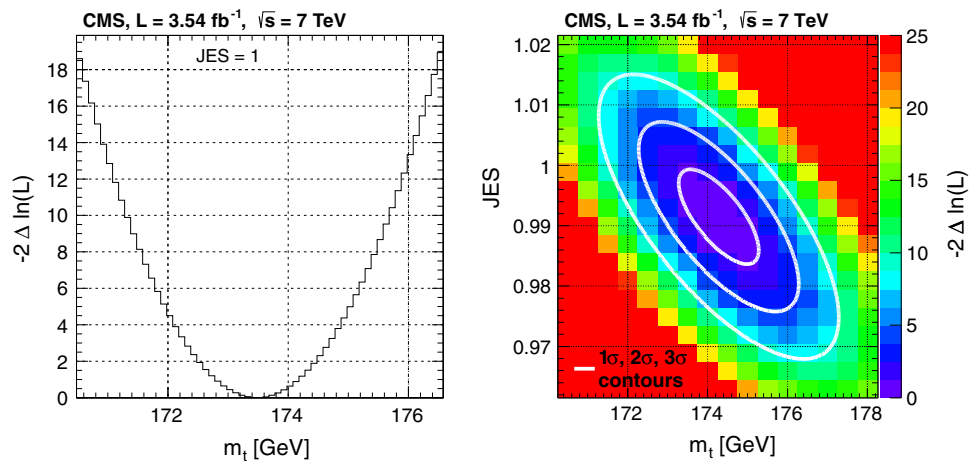 CMS, L = 3.54 fb⁻¹, √s = 7 TeV
JES = 1
-2 Δ ln(L)
18
16
14
12
10
8
6
4
2
0
172
174
176
mₜ [GeV]
CMS, L = 3.54 fb⁻¹, √s = 7 TeV
JES
1.02
1.01
1
0.99
0.98
0.97
1σ, 2σ, 3σ
contours
172
174
176
178
mₜ [GeV]
25
20
15
10
5
0
-2 Δ ln(L)